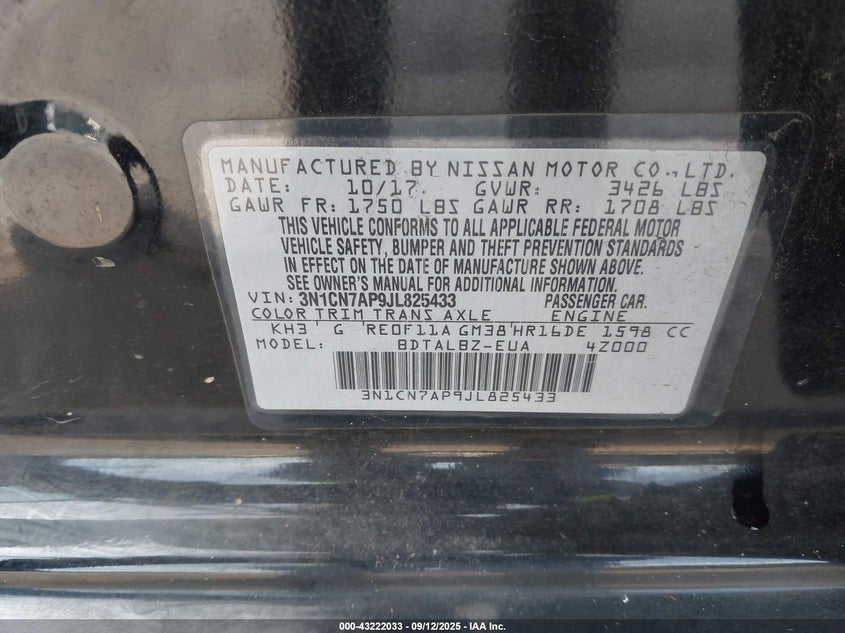 MANUFACTURED BY NISSAN MOTOR CO., LTD.
DATE: 10/17. GVWR: 3426 LBS
GAWR FR: 1750 LBS GAWR RR: 1708 LBS
THIS VEHICLE CONFORMS TO ALL APPLICABLE FEDERAL MOTOR
VEHICLE SAFETY, BUMPER AND THEFT PREVENTION STANDARDS
IN EFFECT ON THE DATE OF MANUFACTURE SHOWN ABOVE.
SEE OWNER'S MANUAL FOR ADDITIONAL INFORMATION.
VIN: 3N1CN7AP9JL825433 PASSENGER CAR.
COLOR TRIM TRANS AXLE ENGINE
KH3 G RE0F11A GM38 HR16DE 1598 CC
MODEL: BDTALBZ-EUA 4Z000
3N1CN7AP9JL825433
000-43222033 - 09/12/2025 - IAA Inc.